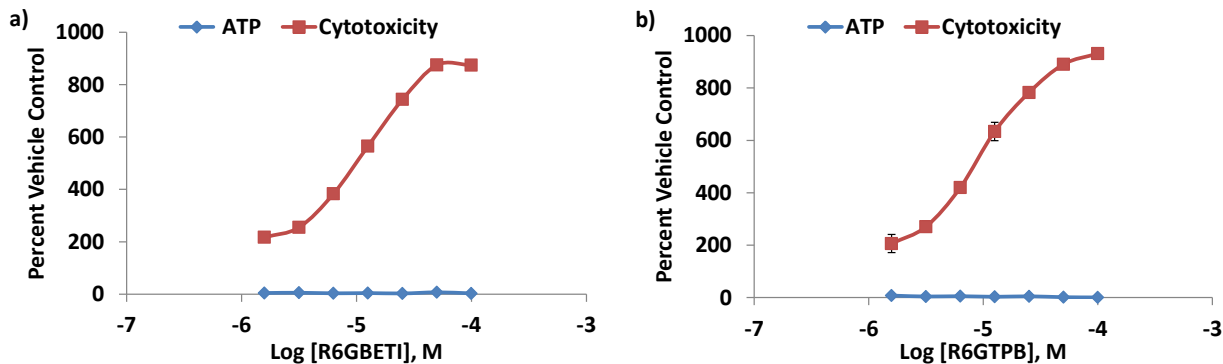 a)
ATP Cytotoxicity
Percent Vehicle Control
1000
800
600
400
200
0
-7 -6 -5 -4 -3
Log [R6GBETI], M
b)
ATP Cytotoxicity
Percent Vehicle Control
1000
800
600
400
200
0
-7 -6 -5 -4 -3
Log [R6GTPB], M